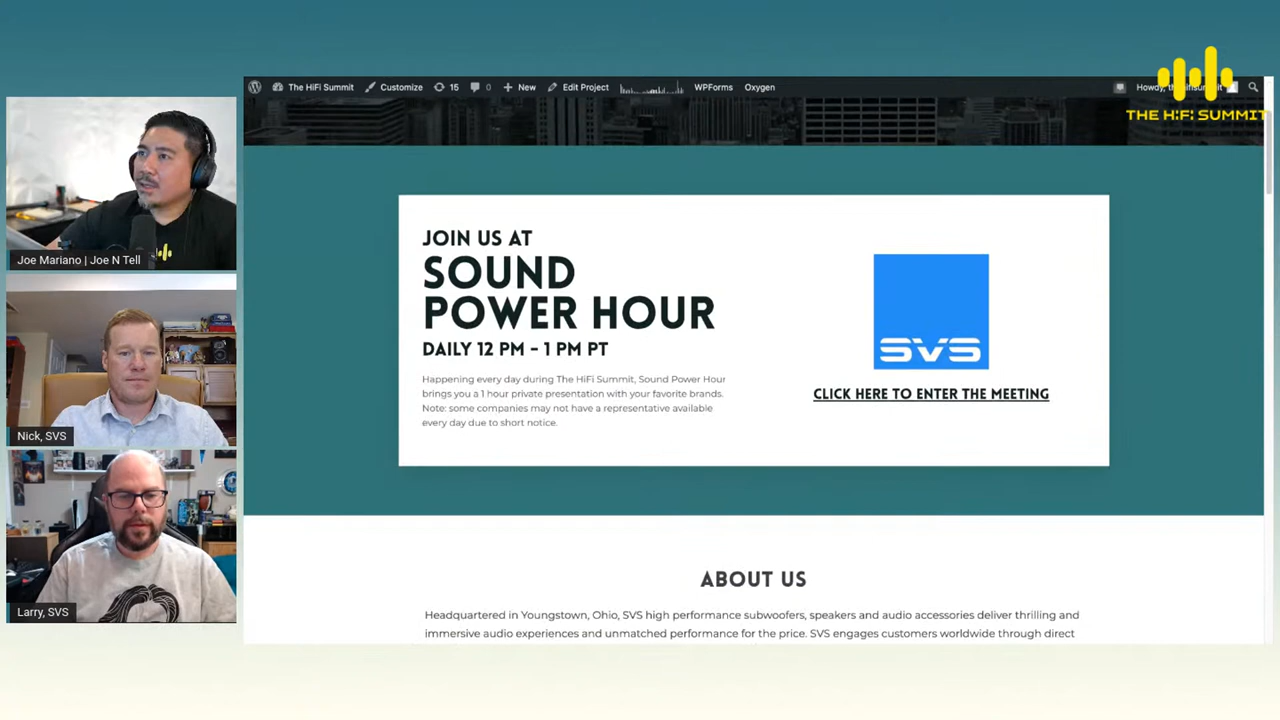 The HiFi Summit
Customize
15
0
New
Edit Project
WPForms
Oxygen
Howdy,
THE HIFI SUMMIT
Joe Mariano | Joe N Tell
Nick, SVS
Larry, SVS
JOIN US AT
SOUND
POWER HOUR
DAILY 12 PM - 1 PM PT
Happening every day during The HiFi Summit, Sound Power Hour
brings you a 1 hour private presentation with your favorite brands.
Note: some companies may not have a representative available
every day due to short notice.
SVS
CLICK HERE TO ENTER THE MEETING
ABOUT US
Headquartered in Youngstown, Ohio, SVS high performance subwoofers, speakers and audio accessories deliver thrilling and
immersive audio experiences and unmatched performance for the price. SVS engages customers worldwide through direct